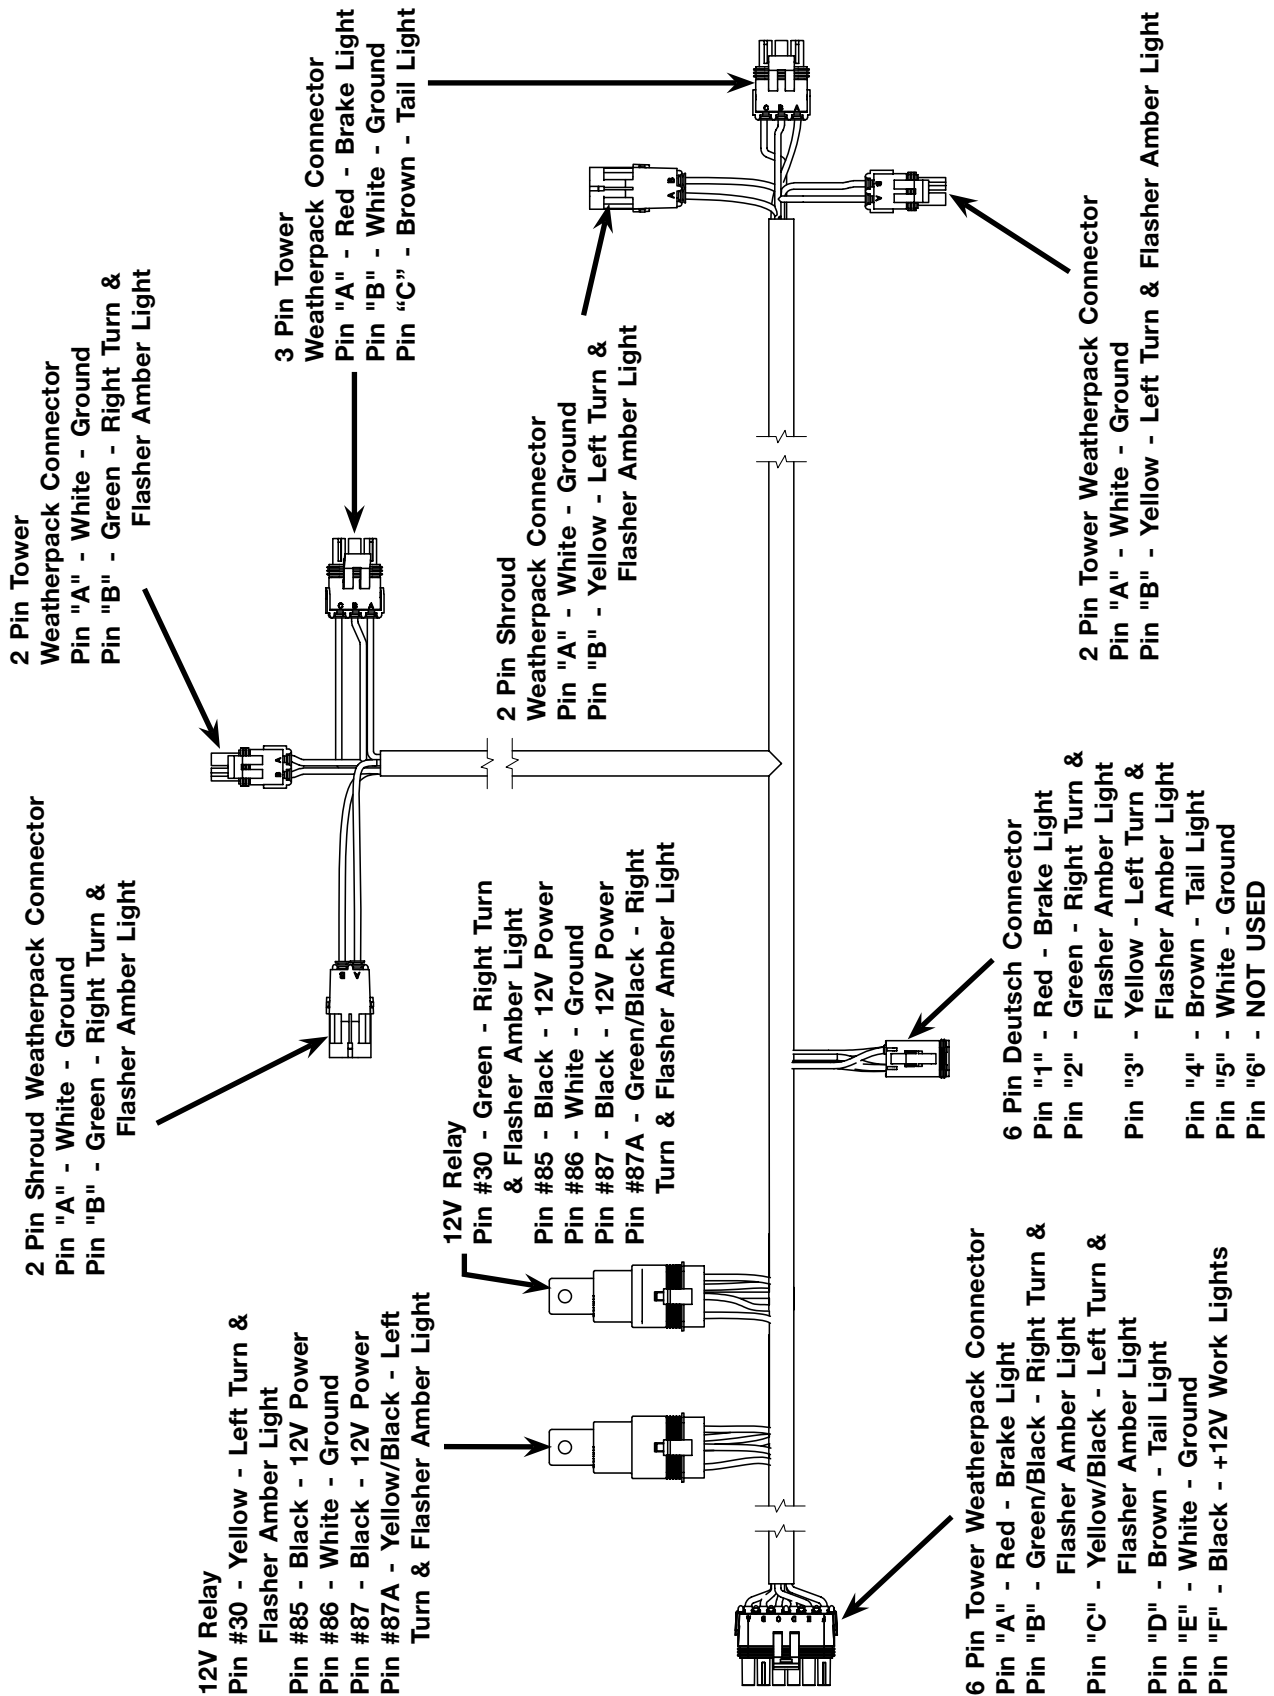 2 Pin Tower
Weatherpack Connector
Pin "A" - White - Ground
Pin "B" - Green - Right Turn &
Flasher Amber Light
3 Pin Tower
Weatherpack Connector
Pin "A" - Red - Brake Light
Pin "B" - White - Ground
Pin “C” - Brown - Tail Light
2 Pin Shroud Weatherpack Connector
Pin "A" - White - Ground
Pin "B" - Green - Right Turn &
Flasher Amber Light
2 Pin Shroud
Weatherpack Connector
Pin "A" - White - Ground
Pin "B" - Yellow - Left Turn &
Flasher Amber Light
12V Relay
Pin #30 - Yellow - Left Turn &
Flasher Amber Light
Pin #85 - Black - 12V Power
Pin #86 - White - Ground
Pin #87 - Black - 12V Power
Pin #87A - Yellow/Black - Left
Turn & Flasher Amber Light
12V Relay
Pin #30 - Green - Right Turn
& Flasher Amber Light
Pin #85 - Black - 12V Power
Pin #86 - White - Ground
Pin #87 - Black - 12V Power
Pin #87A - Green/Black - Right
Turn & Flasher Amber Light
6 Pin Tower Weatherpack Connector
Pin "A" - Red - Brake Light
Pin "B" - Green/Black - Right Turn &
Flasher Amber Light
Pin "C" - Yellow/Black - Left Turn &
Flasher Amber Light
Pin "D" - Brown - Tail Light
Pin "E" - White - Ground
Pin "F" - Black - +12V Work Lights
6 Pin Deutsch Connector
Pin "1" - Red - Brake Light
Pin "2" - Green - Right Turn &
Flasher Amber Light
Pin "3" - Yellow - Left Turn &
Flasher Amber Light
Pin "4" - Brown - Tail Light
Pin "5" - White - Ground
Pin "6" - NOT USED
2 Pin Tower Weatherpack Connector
Pin "A" - White - Ground
Pin "B" - Yellow - Left Turn & Flasher Amber Light
B A
C B A
B A
A B
C B A
A B